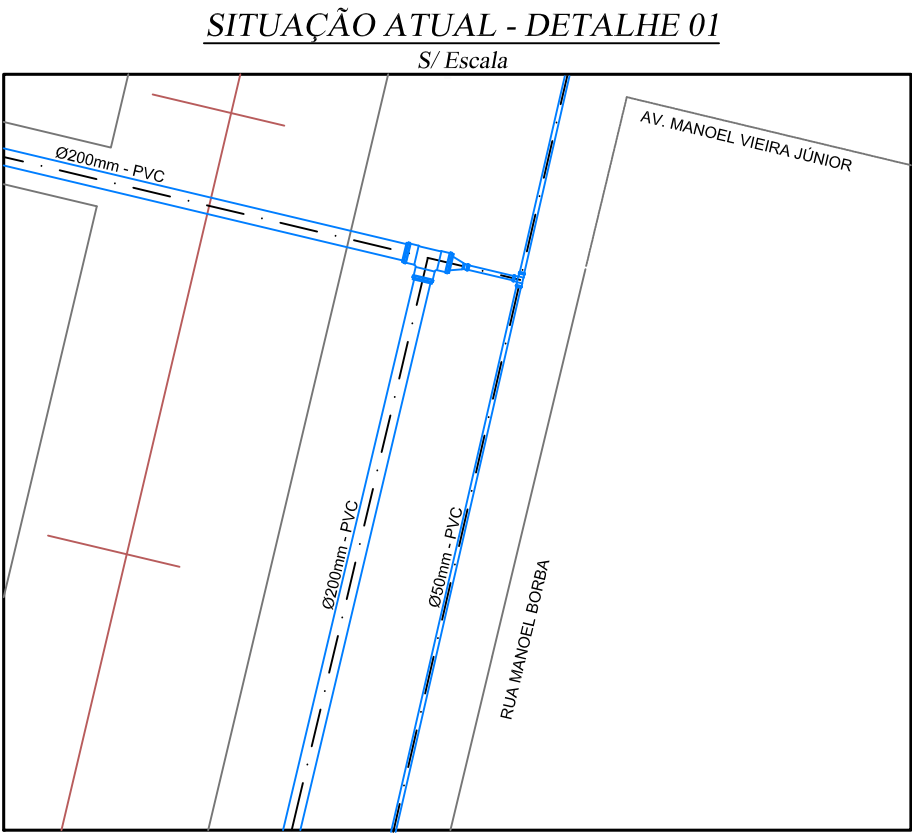 SITUAÇÃO ATUAL - DETALHE 01
S/ Escala
AV. MANOEL VIEIRA JÚNIOR
Ø200mm - PVC
Ø200mm - PVC
Ø50mm - PVC
RUA MANOEL BORBA